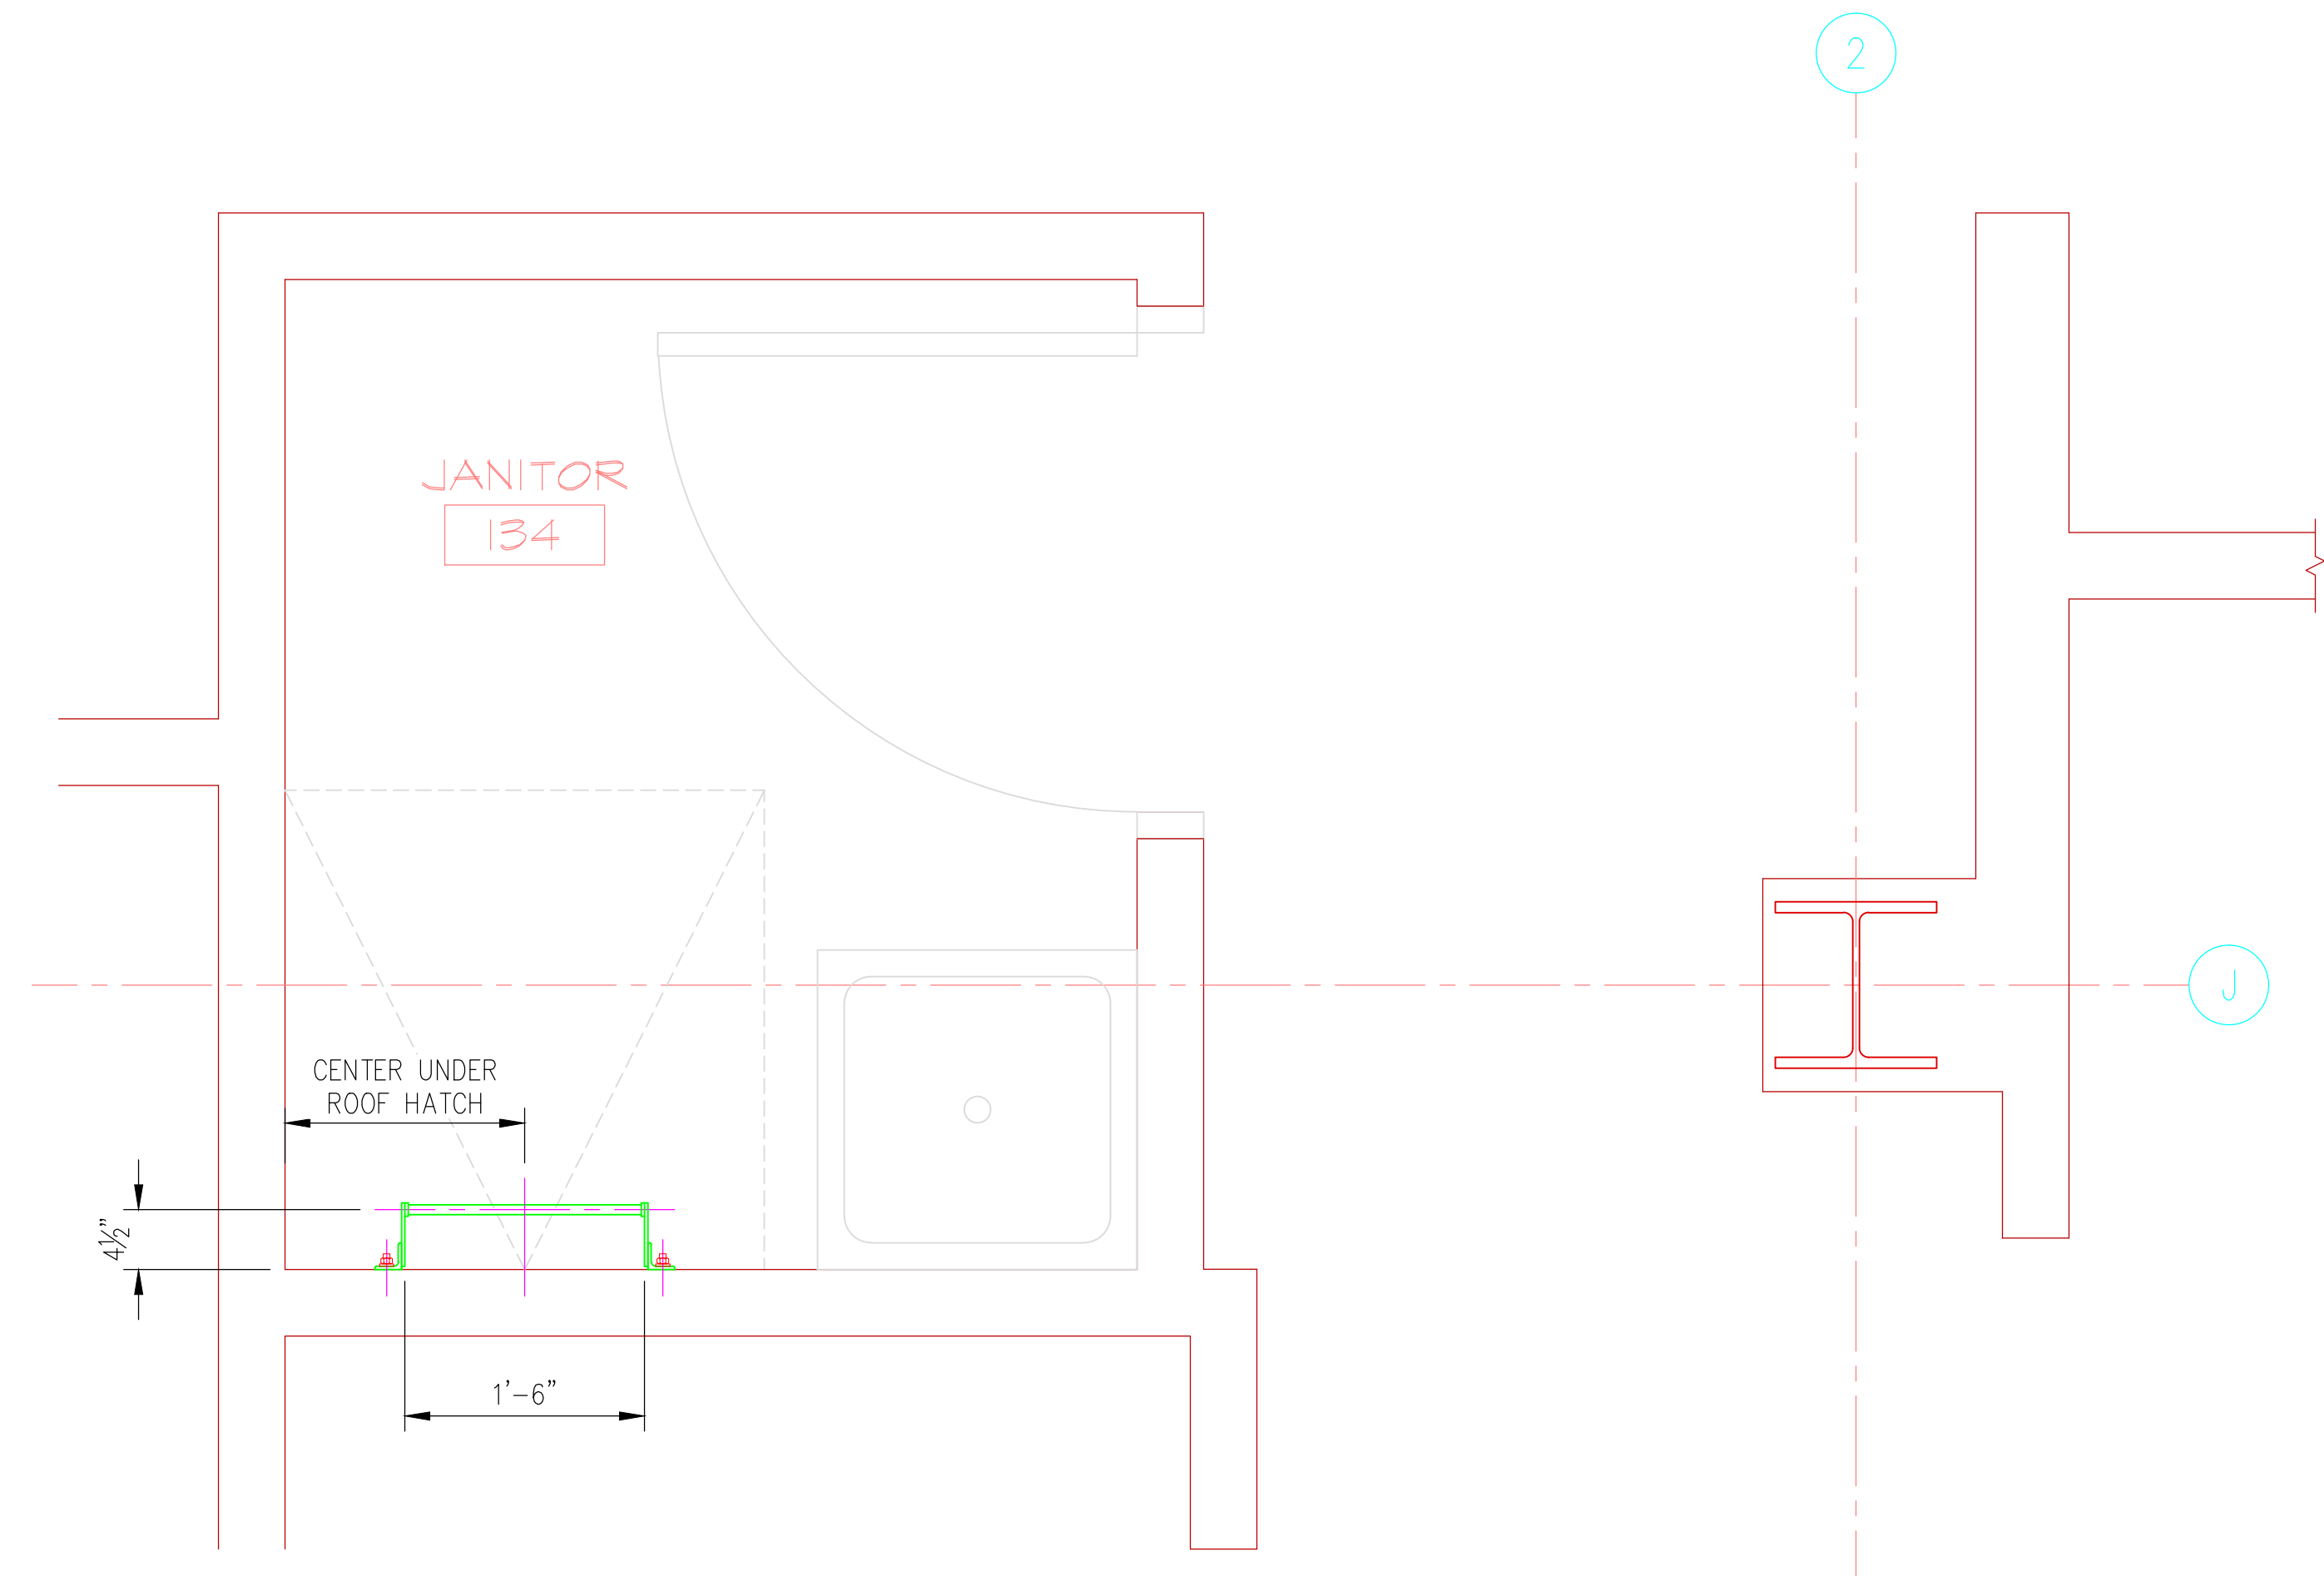 2
JANITOR
134
J
CENTER UNDER
ROOF HATCH
4½"
1'-6"